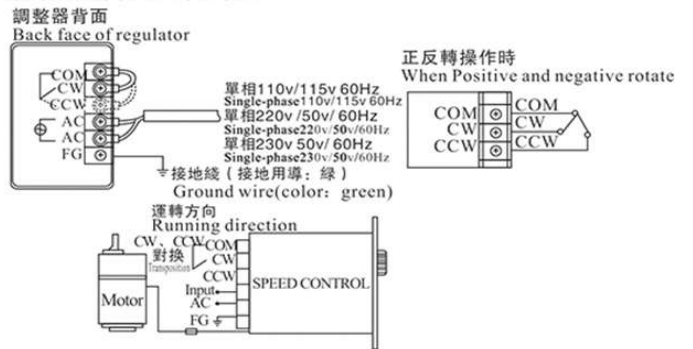 調整器背面
Back face of regulator
COM
CW
CCW
AC
AC
FG
單相110v/115v 60Hz
Single-phase110v/115v 60Hz
單相220v /50v/ 60Hz
Single-phase220v/50v/60Hz
單相230v 50v/ 60Hz
Single-phase230v/50v/60Hz
接地綫（接地用導：緑）
Ground wire(color: green)
正反轉操作時
When Positive and negative rotate
COM
CW
CCW
COM
CW
CCW
運轉方向
Running direction
CW、CCW
對換
Transposition
COM
CW
CCW
Input
AC
FG
SPEED CONTROL
Motor